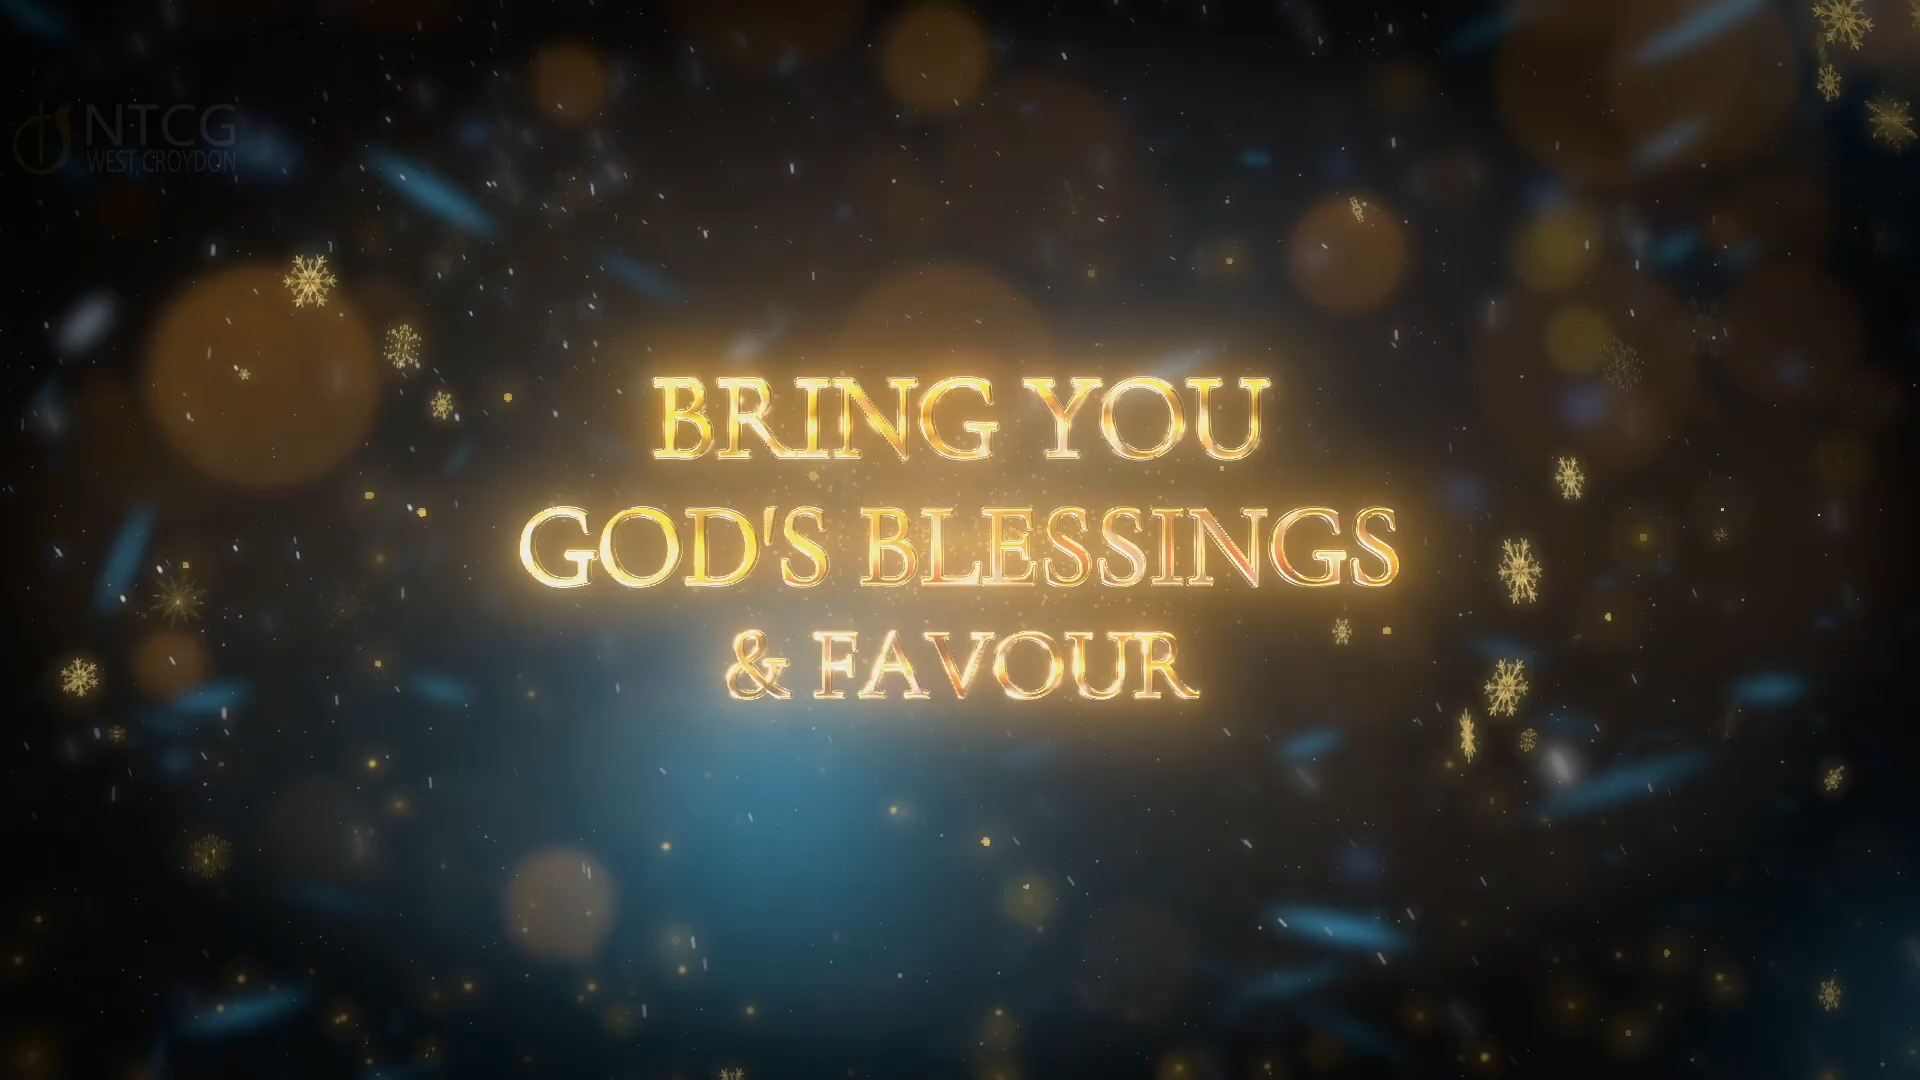 NTCG
WEST CROYDON
BRING YOU
GOD'S BLESSINGS
& FAVOUR